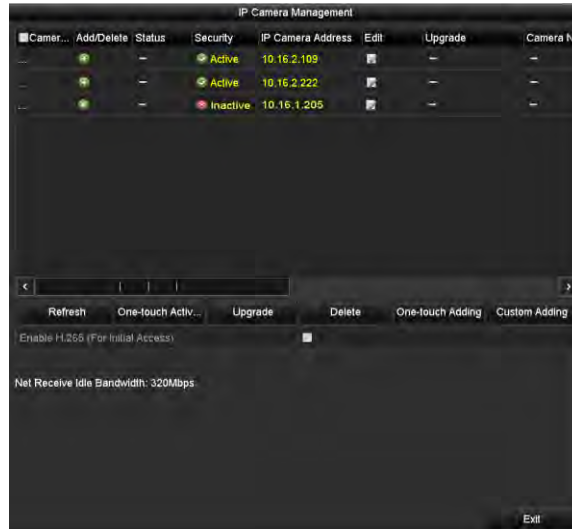 IP Camera Management
Camer... Add/Delete Status Security IP Camera Address Edit Upgrade Camera N
... – Active 10.16.2.109 – –
... – Active 10.16.2.222 – –
... – Inactive 10.16.1.205 – –
Refresh One-touch Activ... Upgrade Delete One-touch Adding Custom Adding
Enable H.265 (For Initial Access)
Net Receive Idle Bandwidth: 320Mbps
Exit